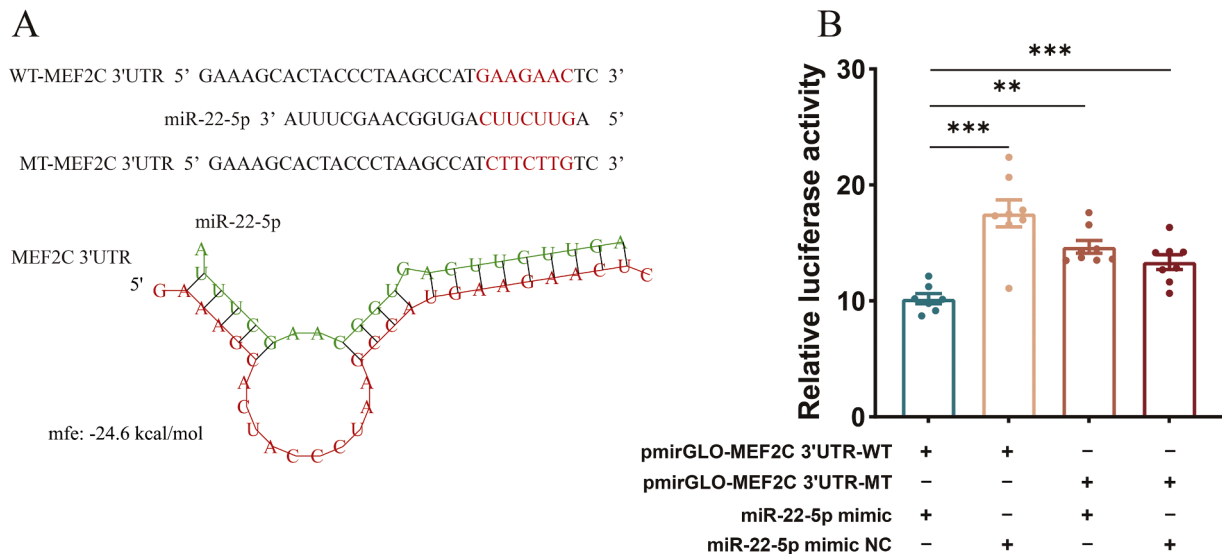 A
WT-MEF2C 3'UTR 5' GAAAGCACTACCCTAAGCCATGAAGAACTC 3'
miR-22-5p 3' AUUUCGAACGGUGACUUCUUGA 5'
MT-MEF2C 3'UTR 5' GAAAGCACTACCCTAAGCCATCTTCTTGTC 3'
miR-22-5p
MEF2C 3'UTR
5'
AUUUCGAACGGUGACUUCUUGA
GAAAGCACUACCCUAAGCCAUGAAGAACUC
mfe: -24.6 kcal/mol
B
Relative luciferase activity
30
20
10
0
***
**
***
pmirGLO-MEF2C 3'UTR-WT + + − −
pmirGLO-MEF2C 3'UTR-MT − − + +
miR-22-5p mimic + − + −
miR-22-5p mimic NC − + − +